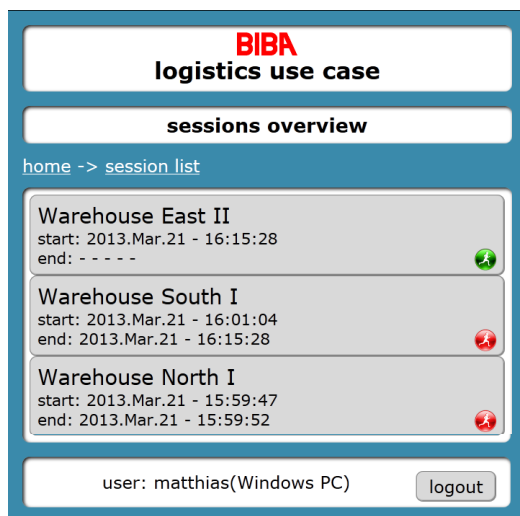 BIBA
logistics use case
sessions overview
home -> session list
Warehouse East II
start: 2013.Mar.21 - 16:15:28
end: - - - - -
Warehouse South I
start: 2013.Mar.21 - 16:01:04
end: 2013.Mar.21 - 16:15:28
Warehouse North I
start: 2013.Mar.21 - 15:59:47
end: 2013.Mar.21 - 15:59:52
user: matthias(Windows PC) logout